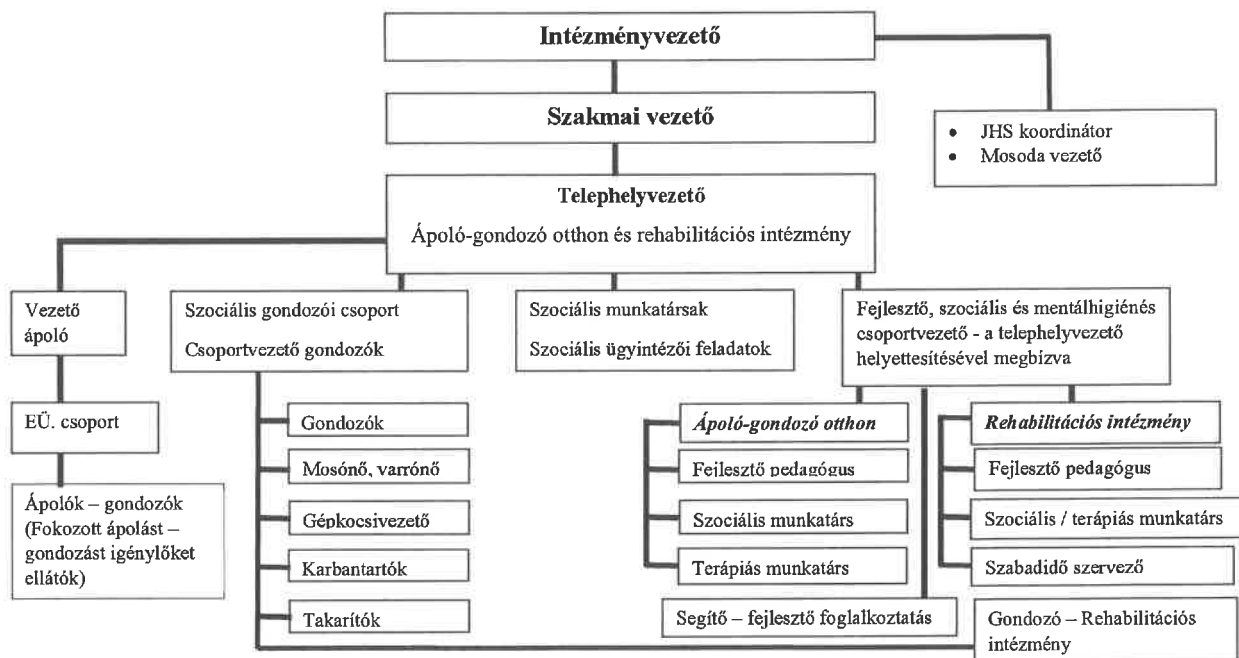 Intézményvezető
Szakmai vezető
• JHS koordinátor
• Mosoda vezető
Telephelyvezető
Ápoló-gondozó otthon és rehabilitációs intézmény
Vezető
ápoló
Szociális gondozói csoport
Csoportvezető gondozók
Szociális munkatársak
Szociális ügyintézői feladatok
Fejlesztő, szociális és mentálhigiénés
csoportvezető - a telephelyvezető
helyettesítésével megbízva
EÜ. csoport
Ápolók – gondozók
(Fokozott ápolást –
gondozást igénylőket
ellátók)
Gondozók
Mosónő, varrónő
Gépkocsivezető
Karbantartók
Takarítók
Ápoló-gondozó otthon
Fejlesztő pedagógus
Szociális munkatárs
Terápiás munkatárs
Segítő – fejlesztő foglalkoztatás
Rehabilitációs intézmény
Fejlesztő pedagógus
Szociális / terápiás munkatárs
Szabadidő szervező
Gondozó – Rehabilitációs
intézmény